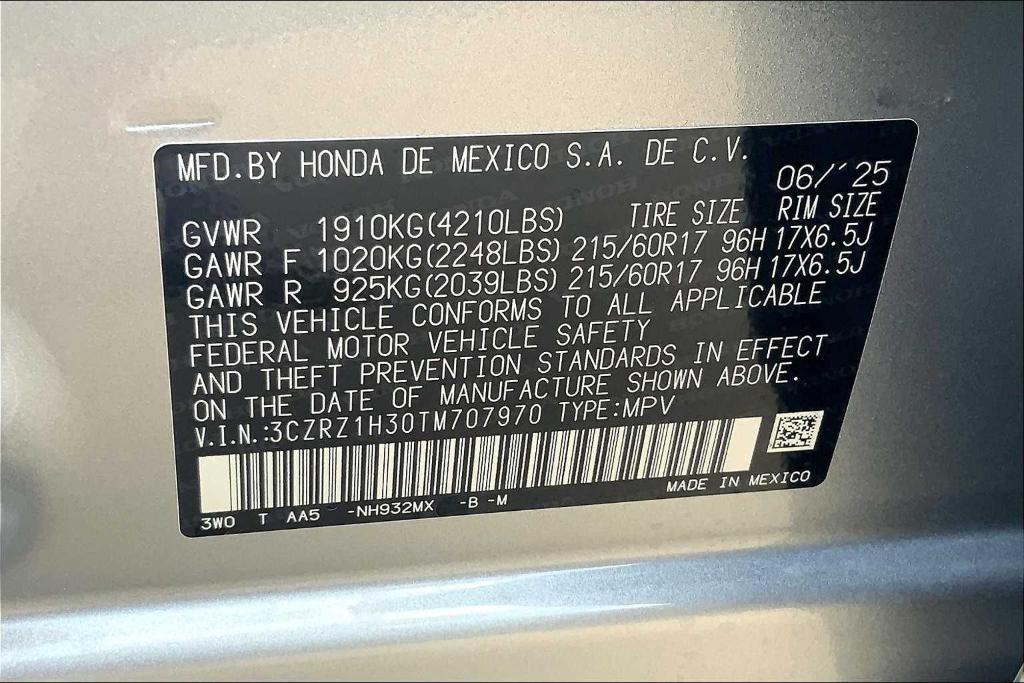 MFD.BY HONDA DE MEXICO S.A. DE C.V.
06/'25
GVWR 1910KG(4210LBS) TIRE SIZE RIM SIZE
GAWR F 1020KG(2248LBS) 215/60R17 96H 17X6.5J
GAWR R 925KG(2039LBS) 215/60R17 96H 17X6.5J
THIS VEHICLE CONFORMS TO ALL APPLICABLE
FEDERAL MOTOR VEHICLE SAFETY
AND THEFT PREVENTION STANDARDS IN EFFECT
ON THE DATE OF MANUFACTURE SHOWN ABOVE.
V.I.N.:3CZRZ1H30TM707970 TYPE:MPV
MADE IN MEXICO
3W0 T AA5 -NH932MX -B -M